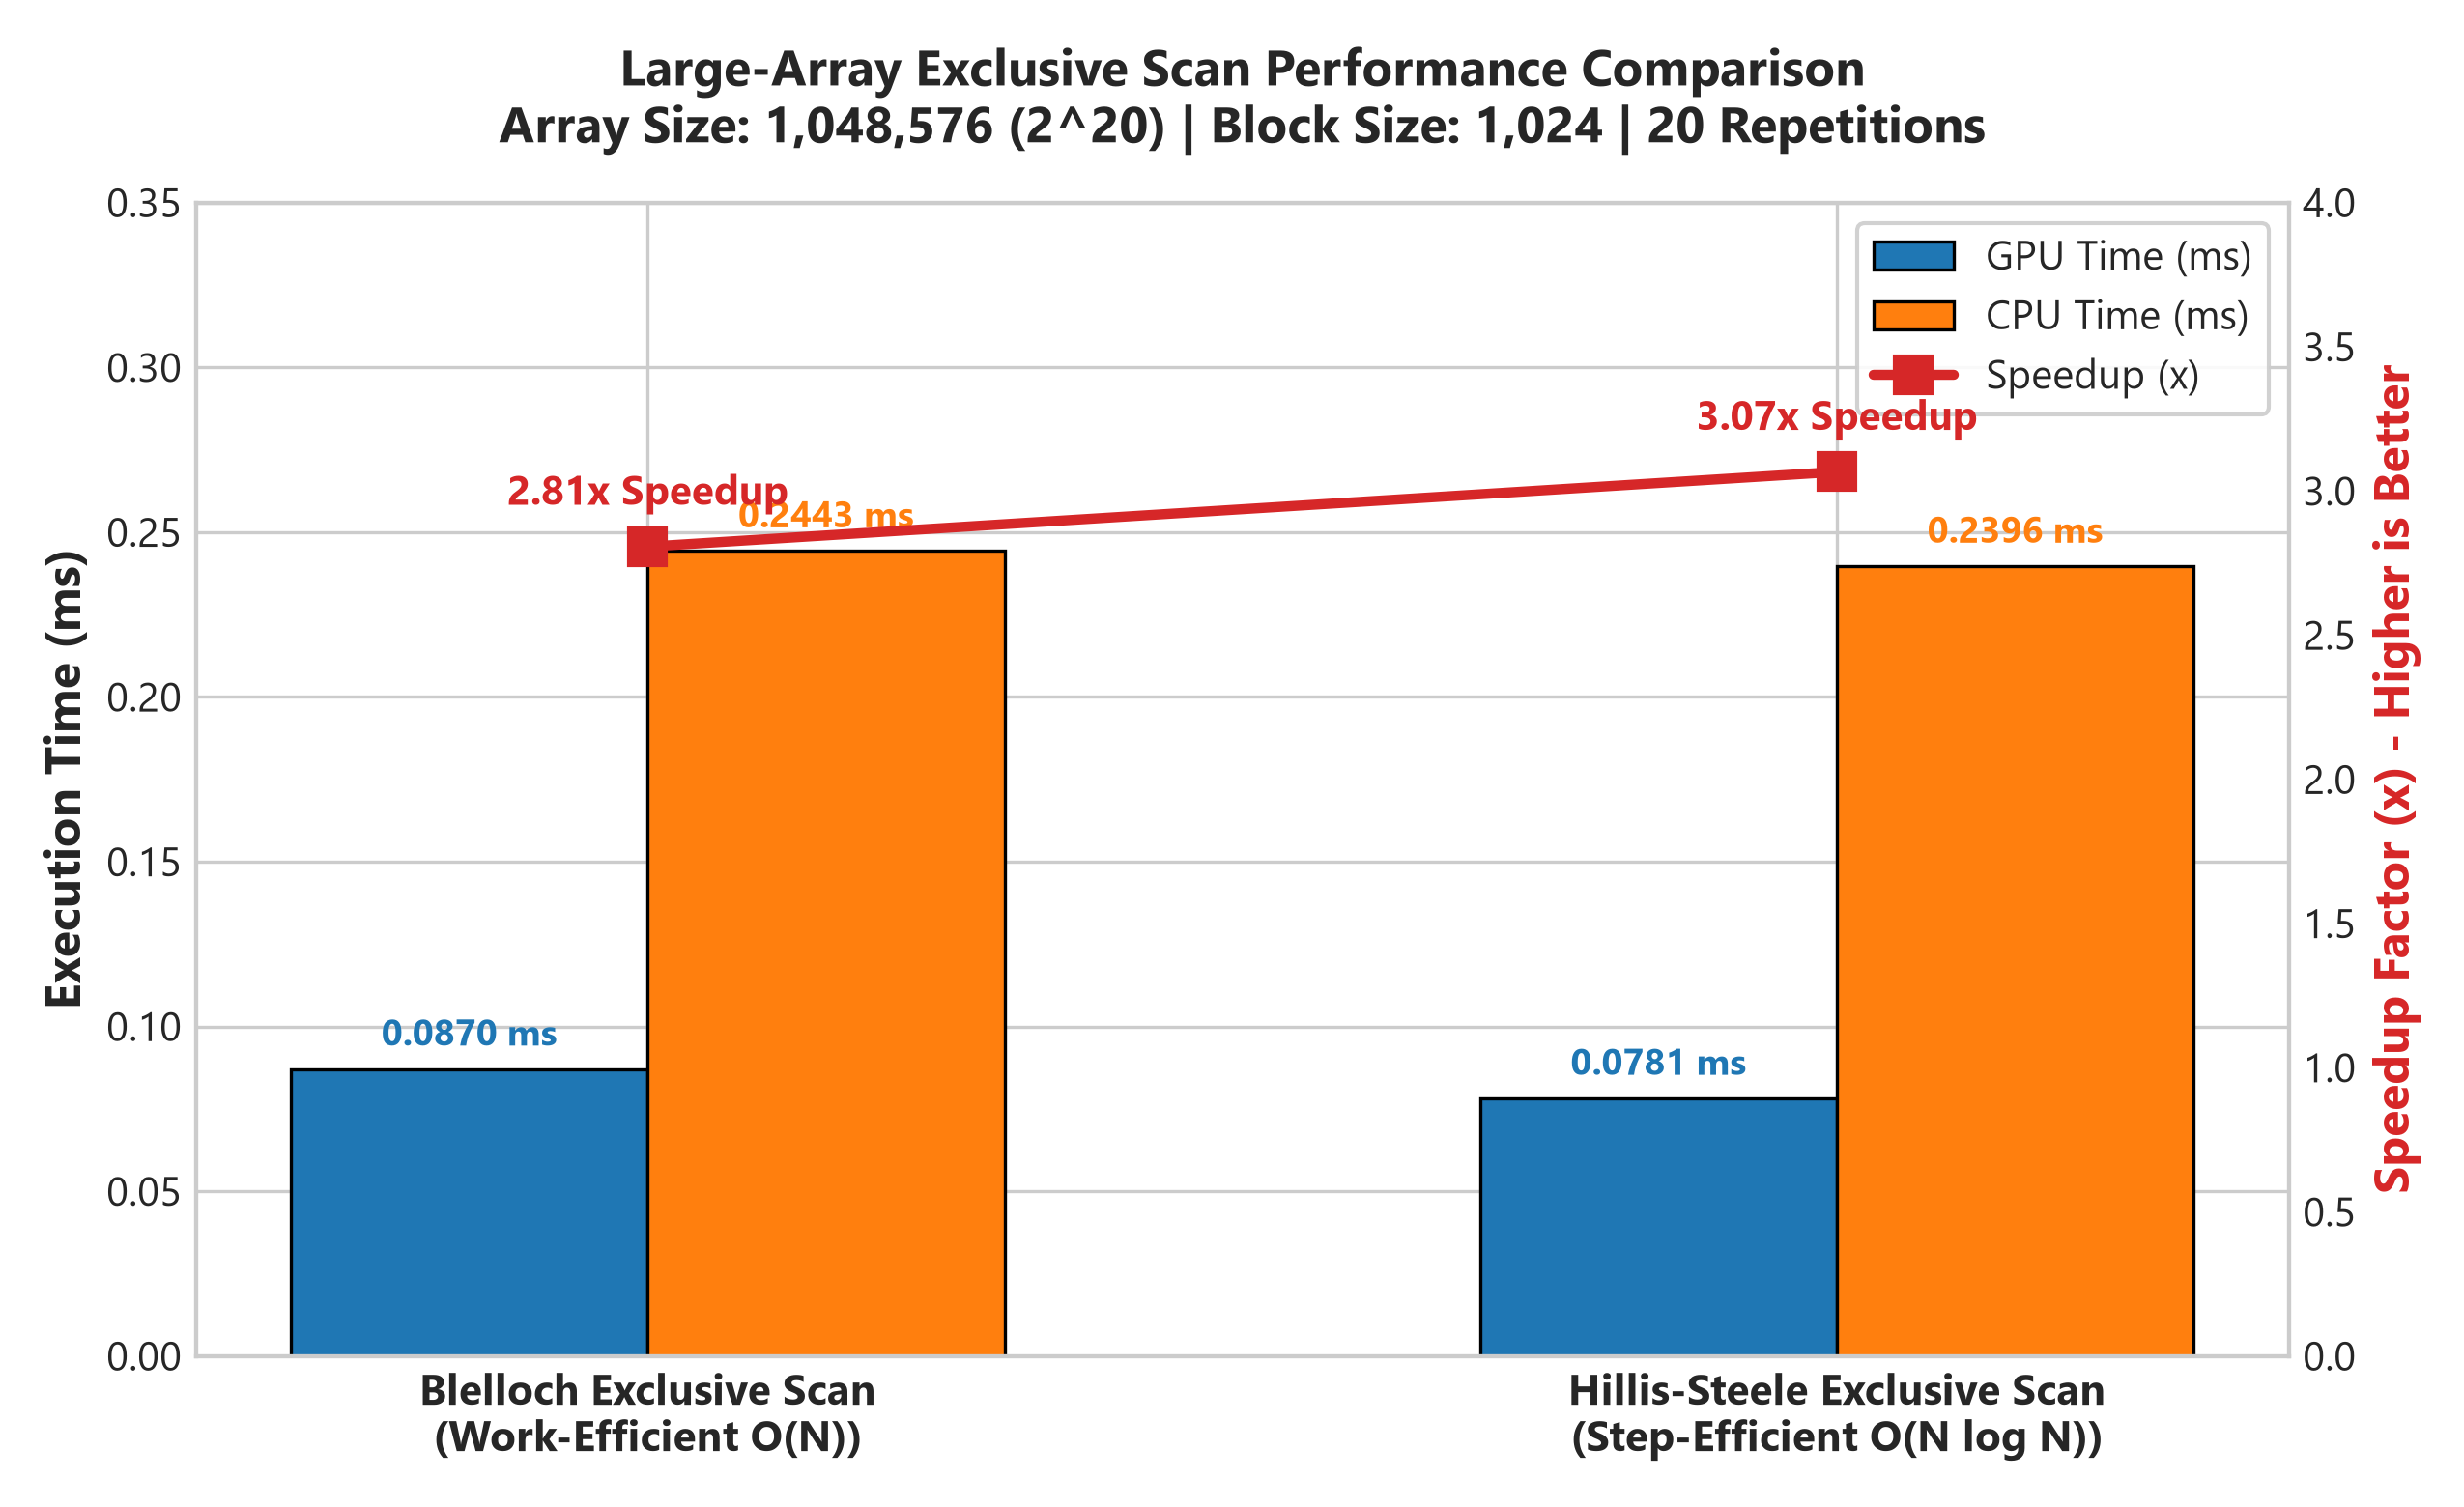 Large-Array Exclusive Scan Performance Comparison
Array Size: 1,048,576 (2^20) | Block Size: 1,024 | 20 Repetitions
0.35
0.30
0.25
0.20
0.15
0.10
0.05
0.00
Execution Time (ms)
4.0
3.5
3.0
2.5
2.0
1.5
1.0
0.5
0.0
Speedup Factor (x) - Higher is Better
GPU Time (ms)
CPU Time (ms)
Speedup (x)
2.81x Speedup
0.2443 ms
0.0870 ms
3.07x Speedup
0.2396 ms
0.0781 ms
Blelloch Exclusive Scan
(Work-Efficient O(N))
Hillis-Steele Exclusive Scan
(Step-Efficient O(N log N))